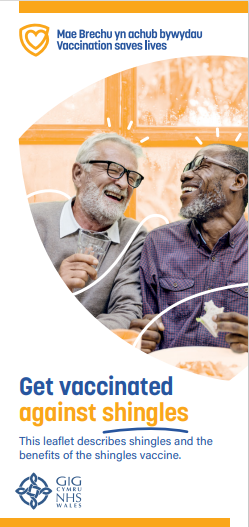 Mae Brechu yn achub bywydau
Vaccination saves lives
Get vaccinated
against shingles
This leaflet describes shingles and the
benefits of the shingles vaccine.
GIG
CYMRU
NHS
WALES